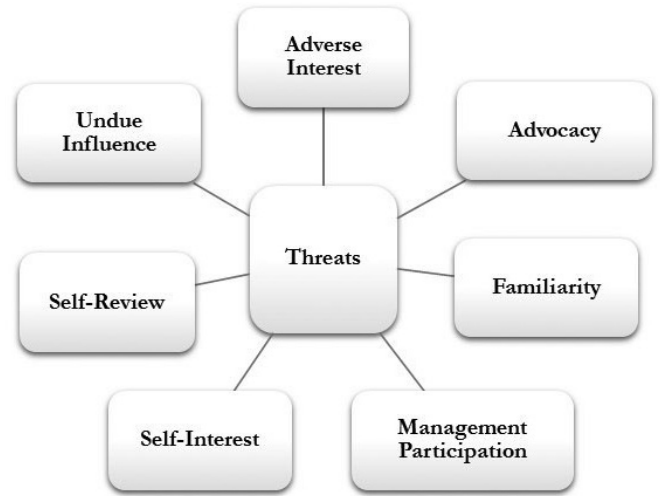 Adverse
Interest
Undue
Influence
Advocacy
Threats
Self-Review
Familiarity
Self-Interest
Management
Participation